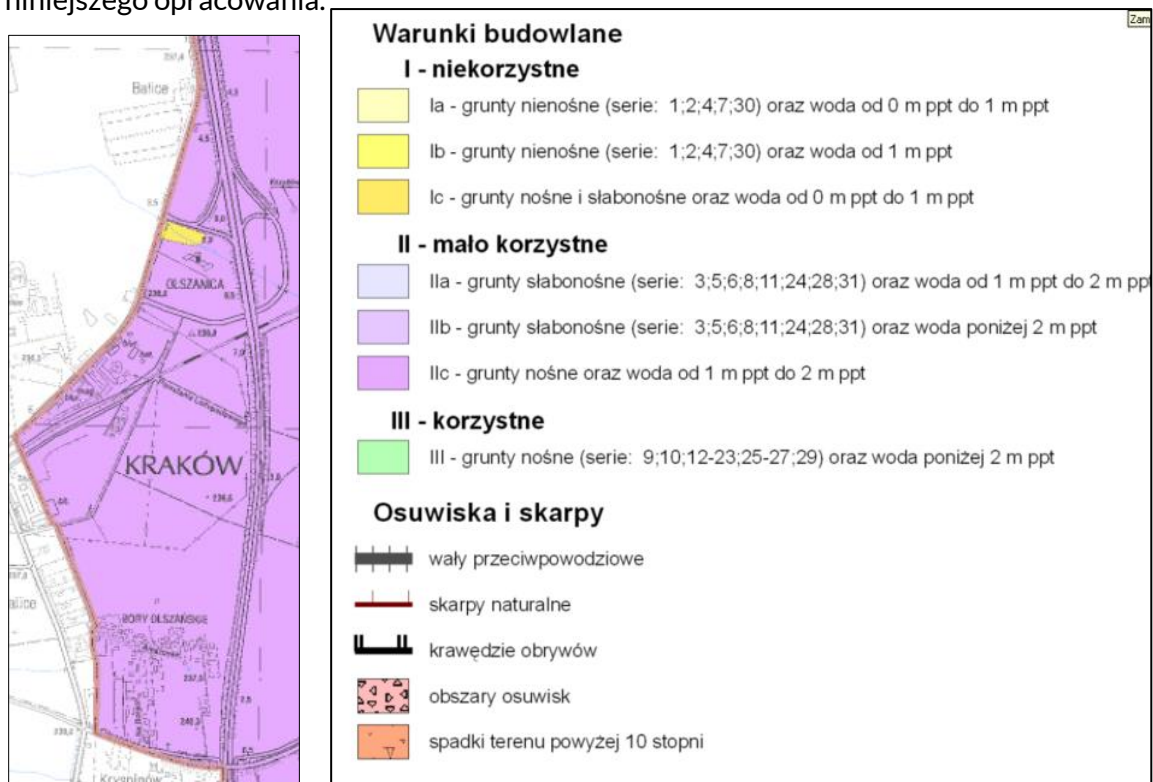 niniejszego opracowania.
Zam
Warunki budowlane
I - niekorzystne
Ia - grunty nienośne (serie: 1;2;4;7;30) oraz woda od 0 m ppt do 1 m ppt
Ib - grunty nienośne (serie: 1;2;4;7;30) oraz woda od 1 m ppt
Ic - grunty nośne i słabonośne oraz woda od 0 m ppt do 1 m ppt
II - mało korzystne
IIa - grunty słabonośne (serie: 3;5;6;8;11;24;28;31) oraz woda od 1 m ppt do 2 m ppt
IIb - grunty słabonośne (serie: 3;5;6;8;11;24;28;31) oraz woda poniżej 2 m ppt
IIc - grunty nośne oraz woda od 1 m ppt do 2 m ppt
III - korzystne
III - grunty nośne (serie: 9;10;12-23;25-27;29) oraz woda poniżej 2 m ppt
Osuwiska i skarpy
wały przeciwpowodziowe
skarpy naturalne
krawędzie obrywów
obszary osuwisk
spadki terenu powyżej 10 stopni
Balice
4,5
OLSZANICA
KRAKÓW
BORY OLSZAŃSKIE
Kryspinów